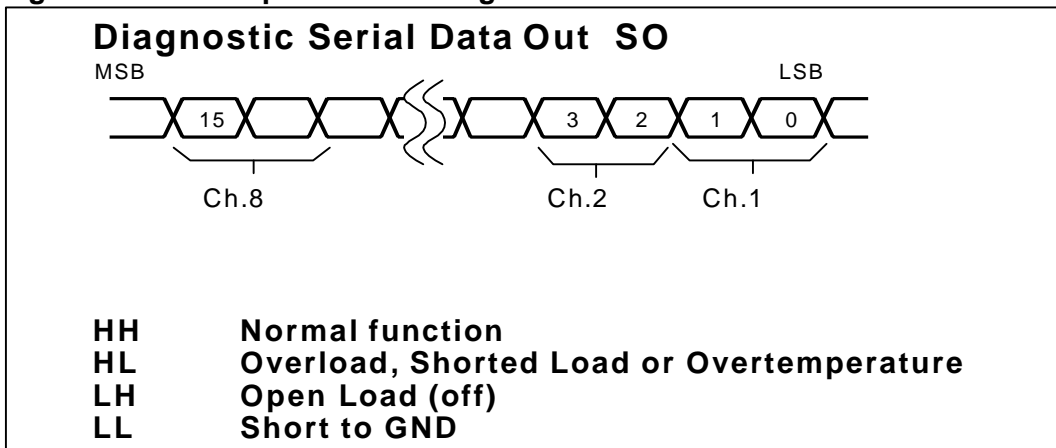 Diagnostic Serial Data Out SO
MSB LSB
15 3 2 1 0
Ch.8 Ch.2 Ch.1
HH Normal function
HL Overload, Shorted Load or Overtemperature
LH Open Load (off)
LL Short to GND